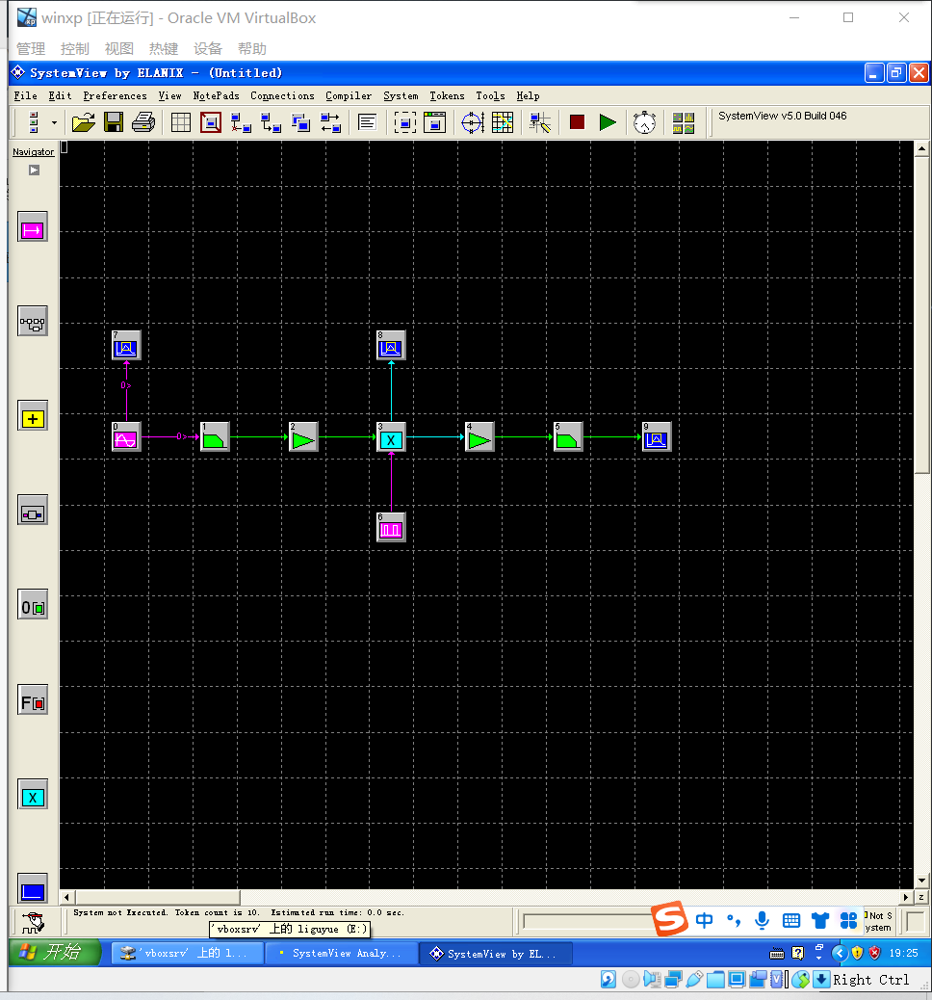 winxp [正在运行] - Oracle VM VirtualBox
管理 控制 视图 热键 设备 帮助
SystemView by ELANIX - (Untitled)
File Edit Preferences View NotePads Connections Compiler System Tokens Tools Help
SystemView v5.0 Build 046
Navigator
7
8
0>
0
0>
1
2
3
X
4
5
9
6
+
0
F
X
System not Executed. Token count is 10. Estimated run time: 0.0 sec.
'vboxsrv' 上的 liguyue (E:)
S 中
Not S
ystem
z
开始
'vboxsrv' 上的 l...
SystemView Analy...
SystemView by EL...
19:25
Right Ctrl